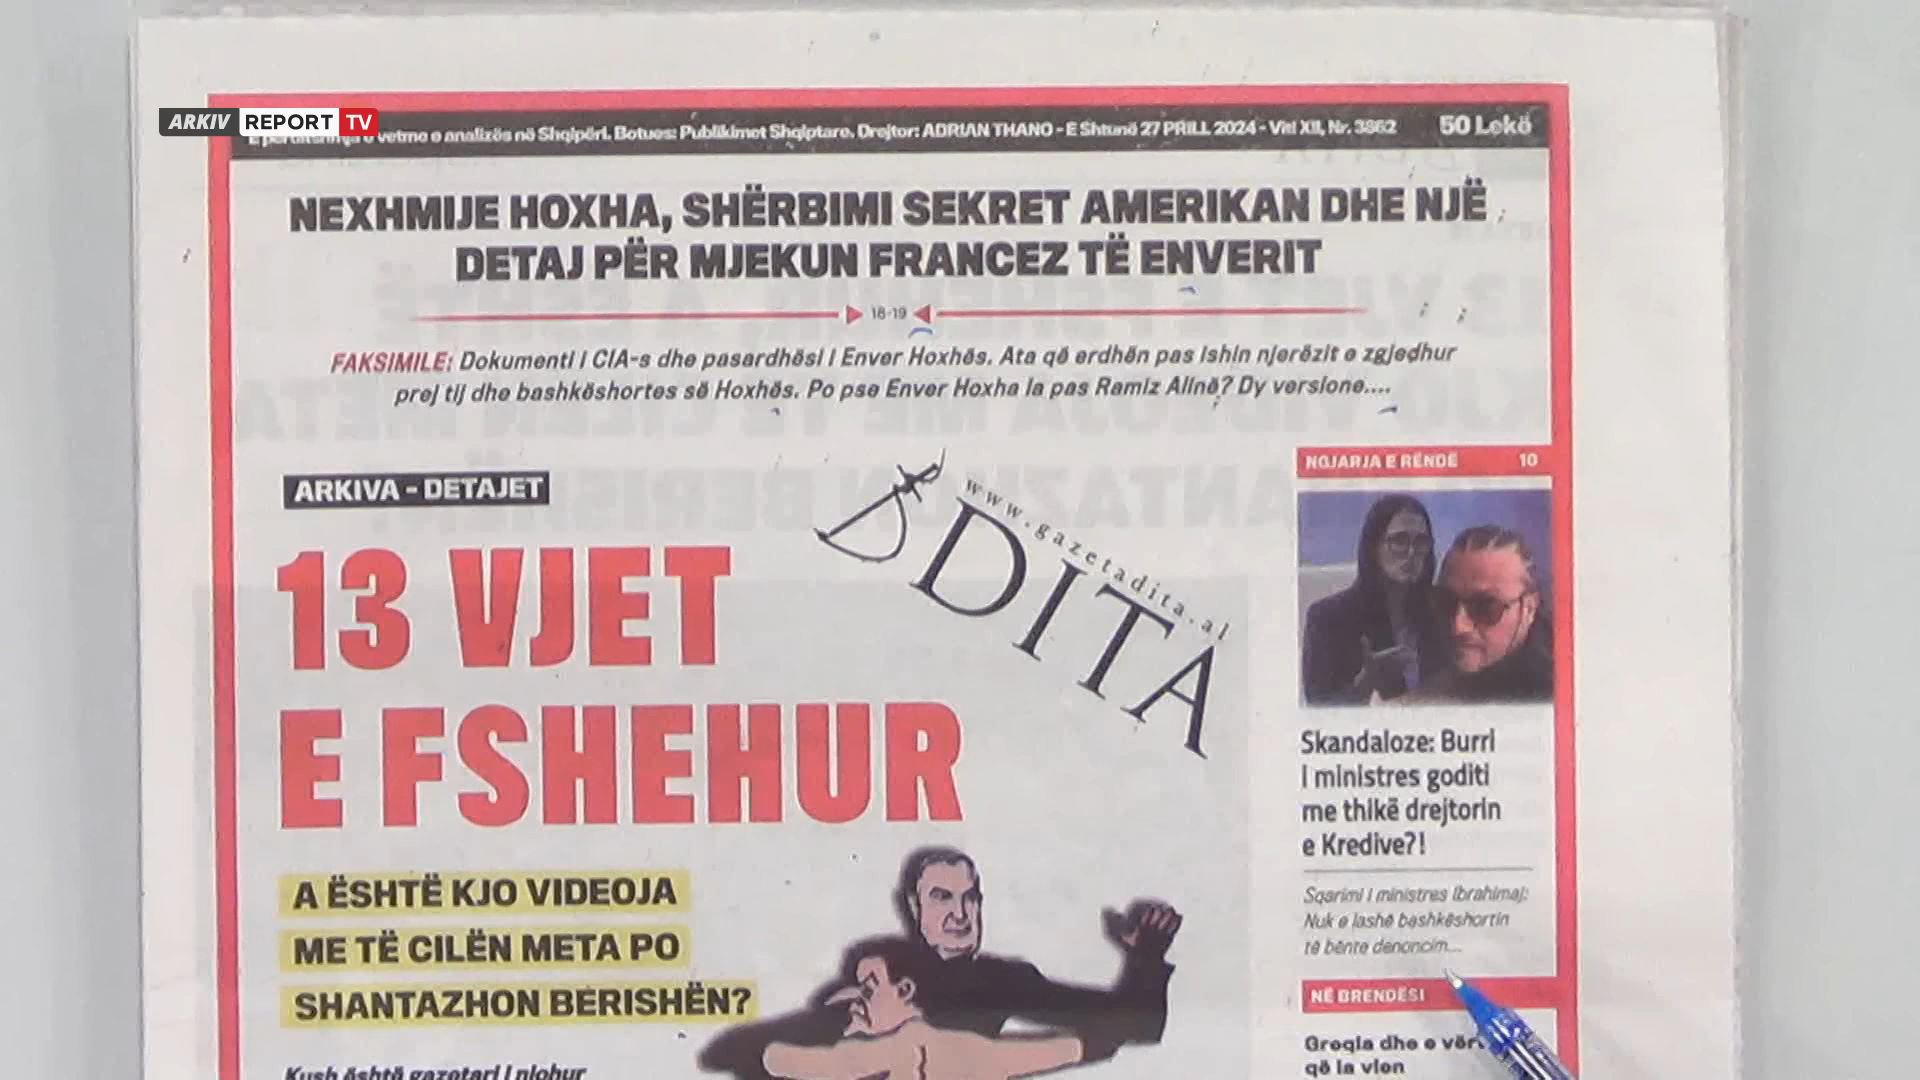 ARKIV REPORT TV
E përditshmja e vetme e analizës në Shqipëri. Botues: Publikimet Shqiptare. Drejtor: ADRIAN THANO - E Shtunë 27 PRILL 2024 - Viti XII, Nr. 3862 50 Lekë
NEXHMIJE HOXHA, SHËRBIMI SEKRET AMERIKAN DHE NJË
DETAJ PËR MJEKUN FRANCEZ TË ENVERIT
18-19
FAKSIMILE: Dokumenti i CIA-s dhe pasardhësi i Enver Hoxhës. Ata që erdhën pas ishin njerëzit e zgjedhur
prej tij dhe bashkëshortes së Hoxhës. Po pse Enver Hoxha la pas Ramiz Alinë? Dy versione....
ARKIVA - DETAJET
13 VJET
E FSHEHUR
www.gazetadita.al
DITA
A ËSHTË KJO VIDEOJA
ME TË CILËN META PO
SHANTAZHON BERISHËN?
Kush është gazetari i njohur
NGJARJA E RËNDË 10
Skandaloze: Burri
i ministres goditi
me thikë drejtorin
e Kredive?!
Sqarimi i ministres Ibrahimaj:
Nuk e lashë bashkëshortin
të bënte denoncim...
NË BRENDËSI
Greqia dhe e
që ia vlen